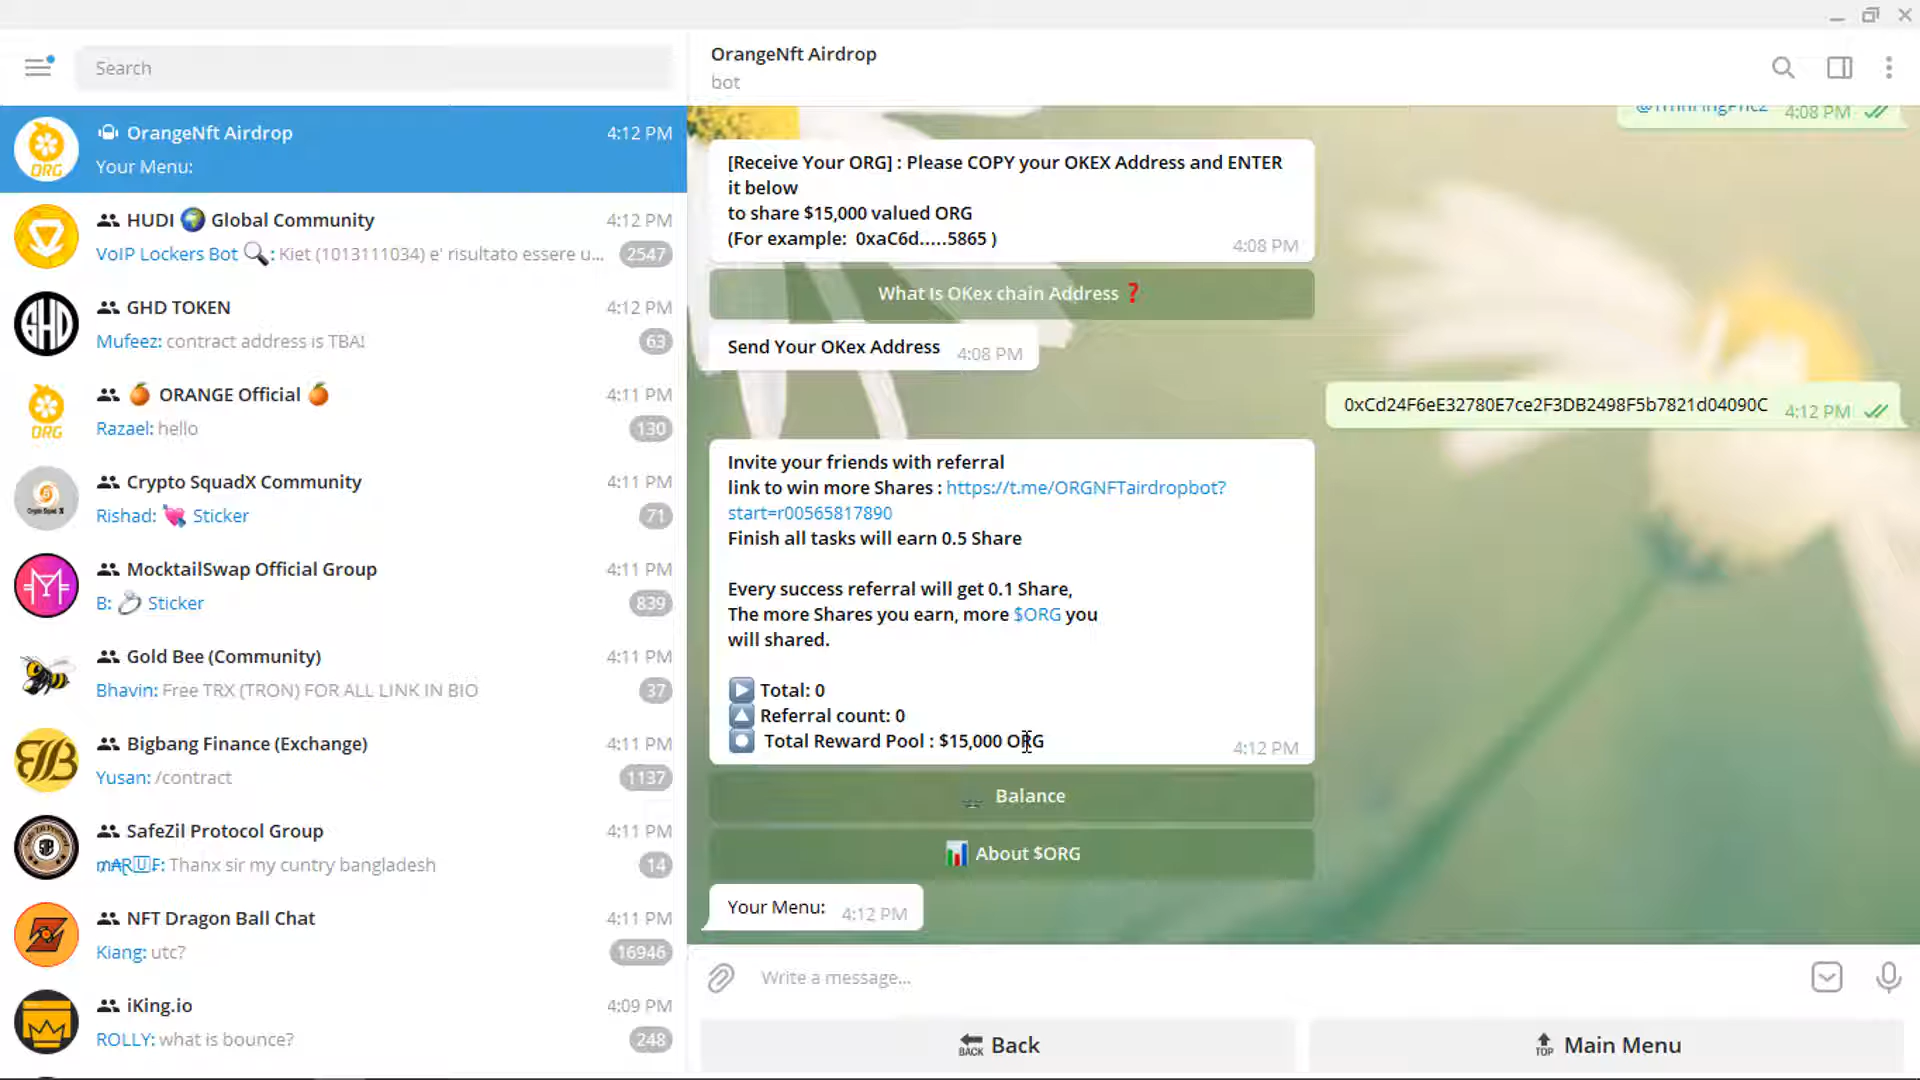 Search
OrangeNft Airdrop
4:12 PM
Your Menu:
HUDI 🌍 Global Community
4:12 PM
VoIP Lockers Bot 🔍: Kiet (1013111034) e' risultato essere u...
2547
GHD TOKEN
4:12 PM
Mufeez: contract address is TBA!
63
🍊 ORANGE Official 🍊
4:11 PM
Razael: hello
130
Crypto SquadX Community
4:11 PM
Rishad: 💘 Sticker
71
MocktailSwap Official Group
4:11 PM
B: 💍 Sticker
839
Gold Bee (Community)
4:11 PM
Bhavin: Free TRX (TRON) FOR ALL LINK IN BIO
37
Bigbang Finance (Exchange)
4:11 PM
Yusan: /contract
1137
SafeZil Protocol Group
4:11 PM
Thanx sir my cuntry bangladesh
14
NFT Dragon Ball Chat
4:11 PM
Kiang: utc?
16946
iKing.io
4:09 PM
ROLLY: what is bounce?
248
ORG
GHD
ORG
OrangeNft Airdrop
bot
4:08 PM
[Receive Your ORG] : Please COPY your OKEX Address and ENTER
it below
to share $15,000 valued ORG
(For example: 0xaC6d.....5865 )
4:08 PM
What Is OKex chain Address ❓
Send Your OKex Address
4:08 PM
0xCd24F6eE32780E7ce2F3DB2498F5b7821d04090C
4:12 PM
Invite your friends with referral
link to win more Shares : https://t.me/ORGNFTairdropbot?
start=r00565817890
Finish all tasks will earn 0.5 Share
Every success referral will get 0.1 Share,
The more Shares you earn, more $ORG you
will shared.
▶️ Total: 0
🔼 Referral count: 0
⏺ Total Reward Pool : $15,000 ORG
4:12 PM
Balance
📊 About $ORG
Your Menu:
4:12 PM
Write a message...
🔙 Back
🔝 Main Menu